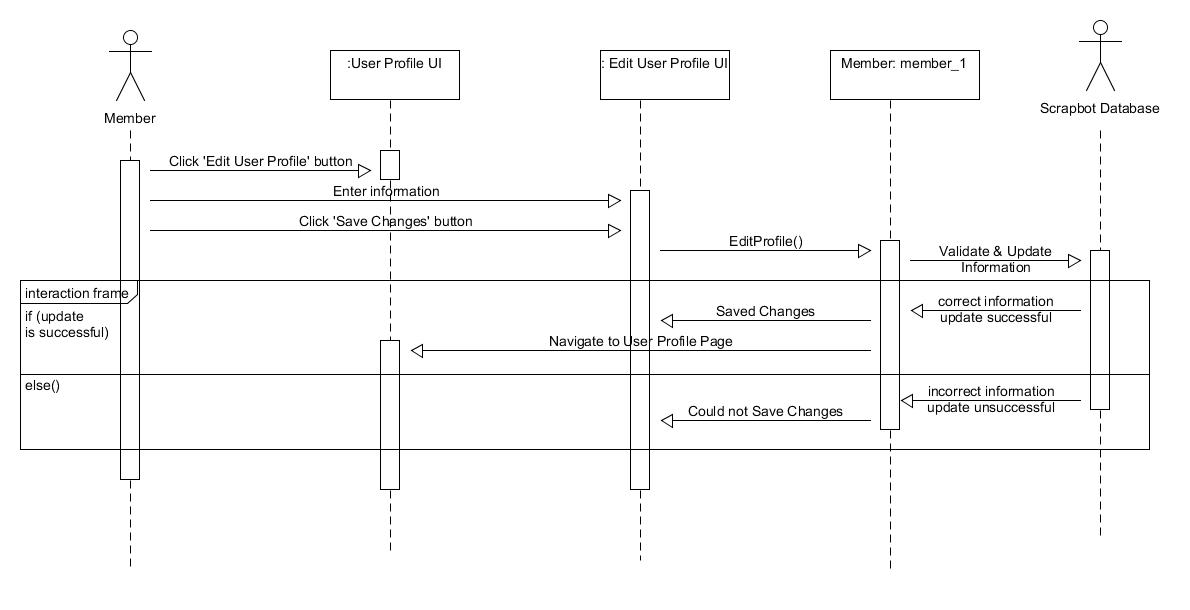 :User Profile UI
: Edit User Profile UI
Member: member_1
Scrapbot Database
Member
Click 'Edit User Profile' button
Enter information
Click 'Save Changes' button
EditProfile()
Validate & Update
Information
interaction frame
if (update
is successful)
correct information
update successful
Saved Changes
Navigate to User Profile Page
else()
incorrect information
update unsuccessful
Could not Save Changes